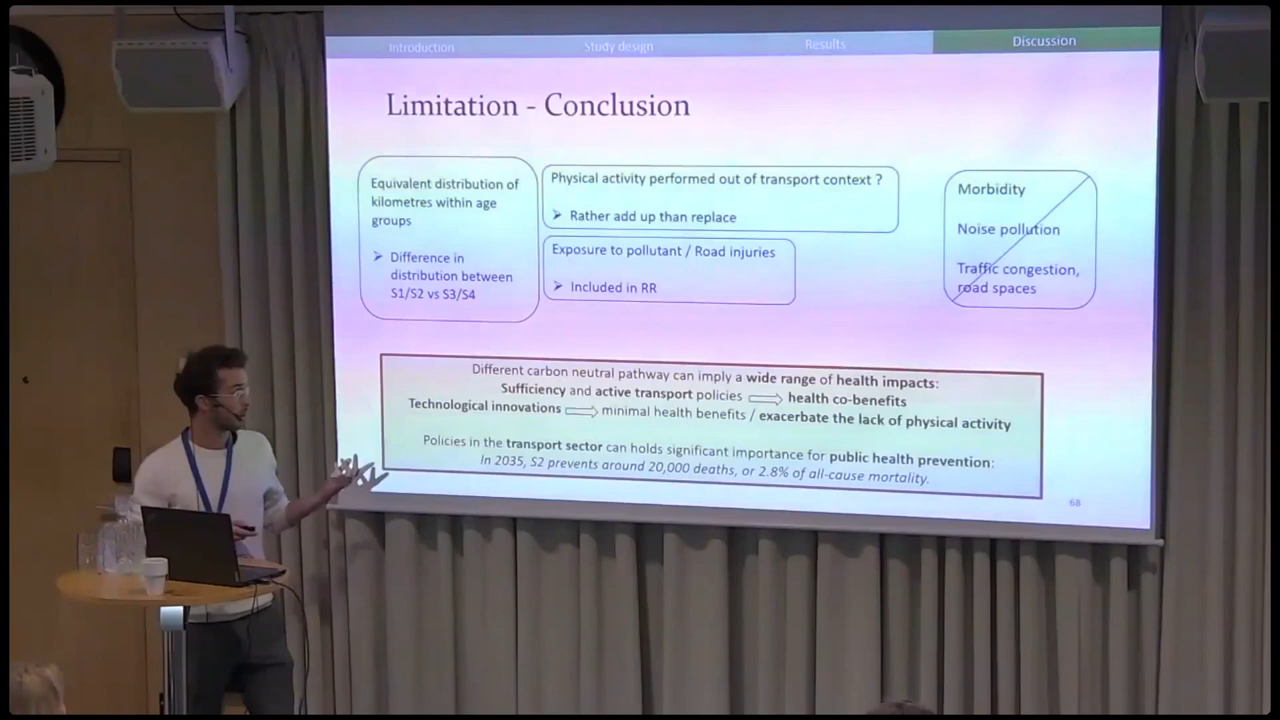 Introduction
Study design
Results
Discussion
Limitation - Conclusion
Equivalent distribution of
kilometres within age
groups
➢ Difference in
distribution between
S1/S2 vs S3/S4
Physical activity performed out of transport context ?
➢ Rather add up than replace
Exposure to pollutant / Road injuries
➢ Included in RR
Morbidity
Noise pollution
Traffic congestion,
road spaces
Different carbon neutral pathway can imply a wide range of health impacts:
Sufficiency and active transport policies ⇒ health co-benefits
Technological innovations ⇒ minimal health benefits / exacerbate the lack of physical activity
Policies in the transport sector can holds significant importance for public health prevention:
In 2035, S2 prevents around 20,000 deaths, or 2.8% of all-cause mortality.
68